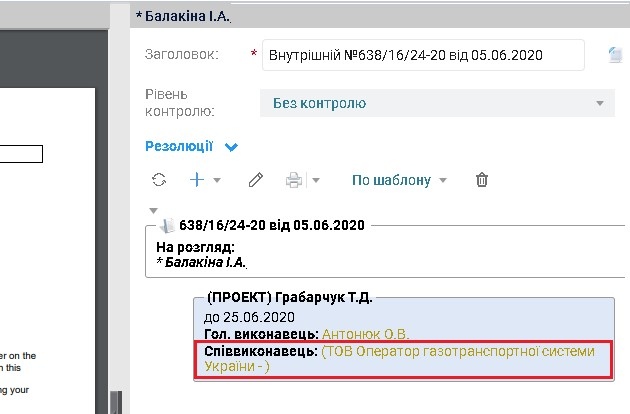 * Балакіна І.А.
Заголовок: * Внутрішній №638/16/24-20 від 05.06.2020
Рівень
контролю: Без контролю
Резолюції
По шаблону
638/16/24-20 від 05.06.2020
На розгляд:
* Балакіна І.А.
(ПРОЕКТ) Грабарчук Т.Д.
до 25.06.2020
Гол. виконавець: Антонюк О.В.
Співвиконавець: (ТОВ Оператор газотранспортної системи
України - )
er on the
n this
ng your